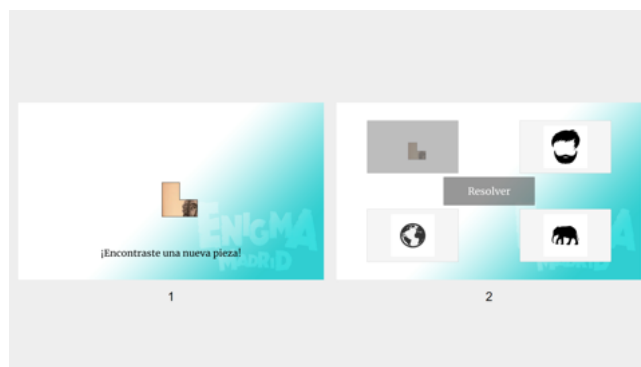 ENIGMA
MADRID
¡Encontraste una nueva pieza!
1
Resolver
ENIGMA
MADRID
2